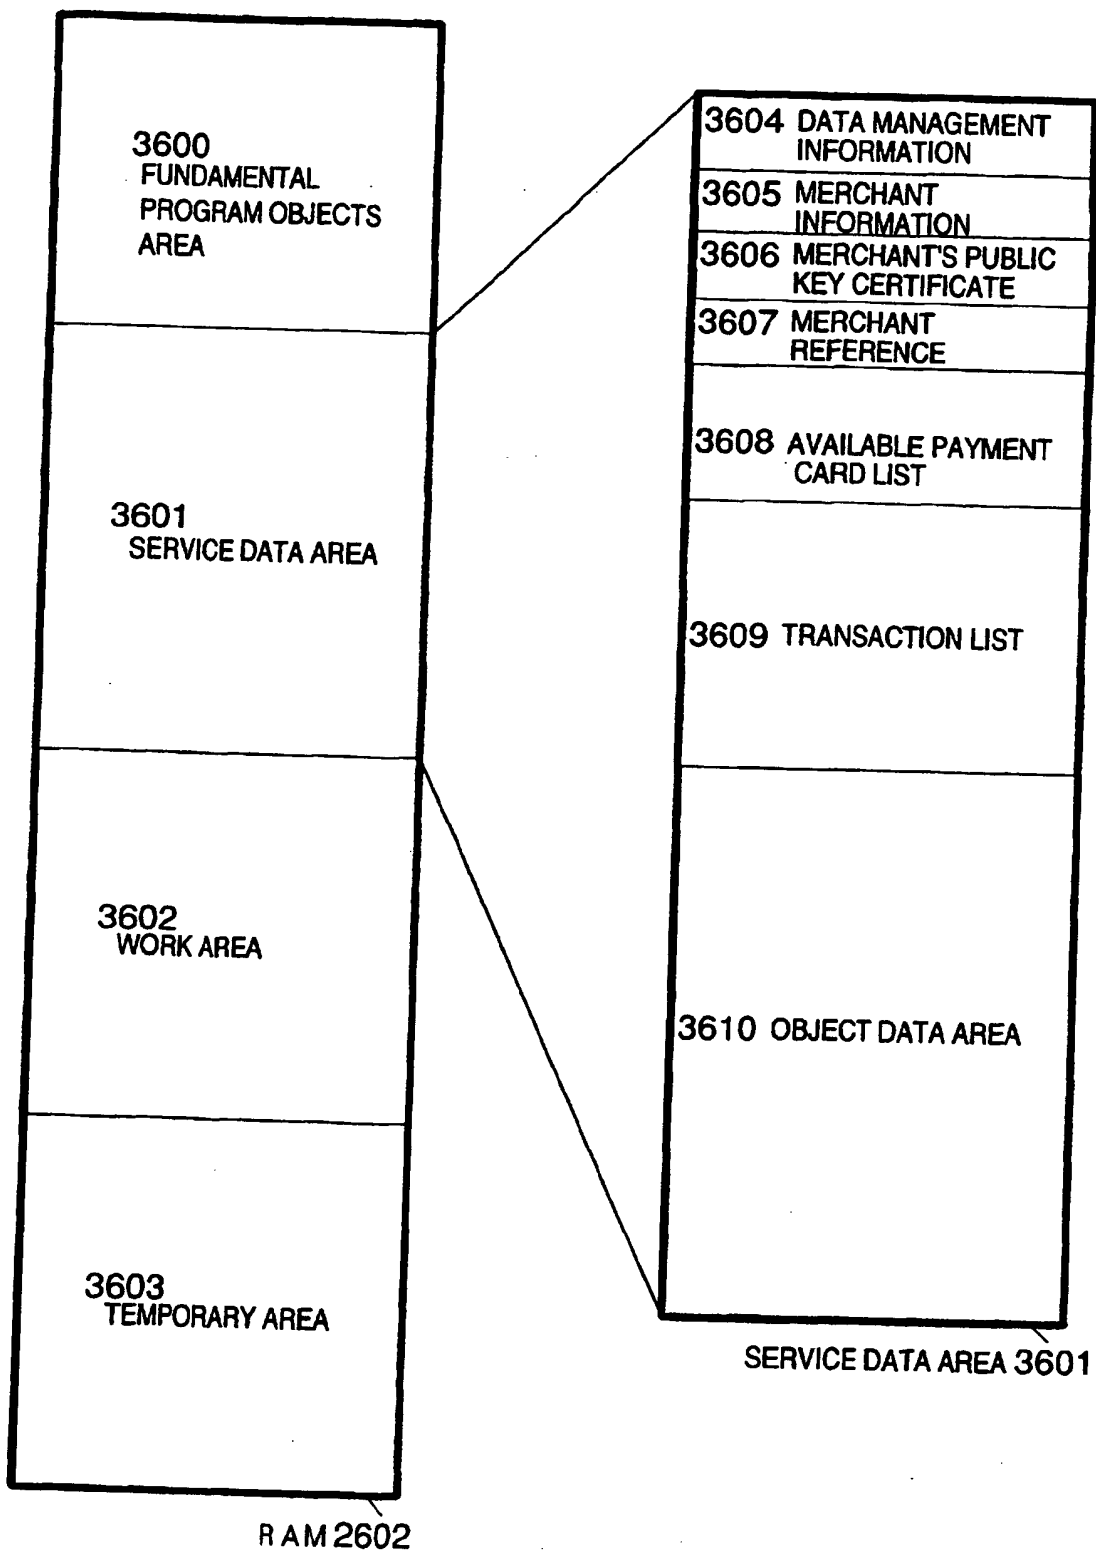 3600
FUNDAMENTAL
PROGRAM OBJECTS
AREA
3601
SERVICE DATA AREA
3602
WORK AREA
3603
TEMPORARY AREA
RAM 2602
3604 DATA MANAGEMENT
INFORMATION
3605 MERCHANT
INFORMATION
3606 MERCHANT'S PUBLIC
KEY CERTIFICATE
3607 MERCHANT
REFERENCE
3608 AVAILABLE PAYMENT
CARD LIST
3609 TRANSACTION LIST
3610 OBJECT DATA AREA
SERVICE DATA AREA 3601